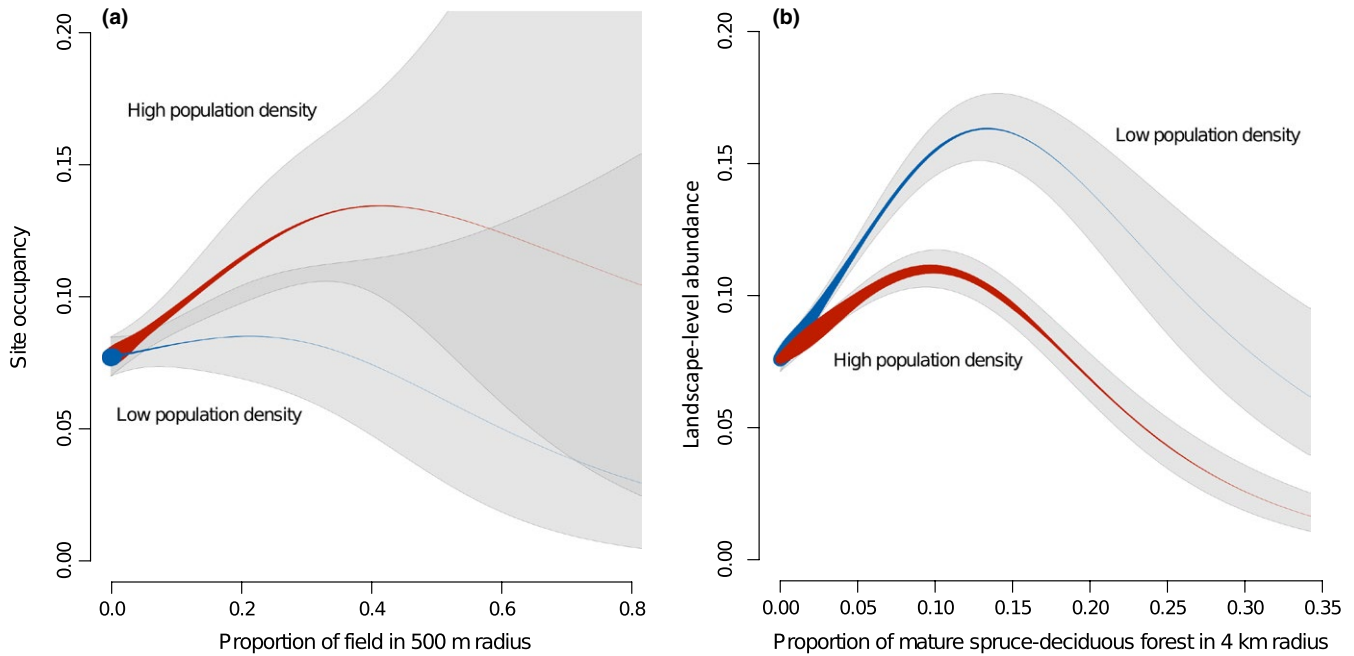 (a)
High population density
Low population density
Site occupancy
0.00 0.05 0.10 0.15 0.20
0.0 0.2 0.4 0.6 0.8
Proportion of field in 500 m radius
(b)
Low population density
High population density
Landscape-level abundance
0.00 0.05 0.10 0.15 0.20
0.00 0.05 0.10 0.15 0.20 0.25 0.30 0.35
Proportion of mature spruce-deciduous forest in 4 km radius